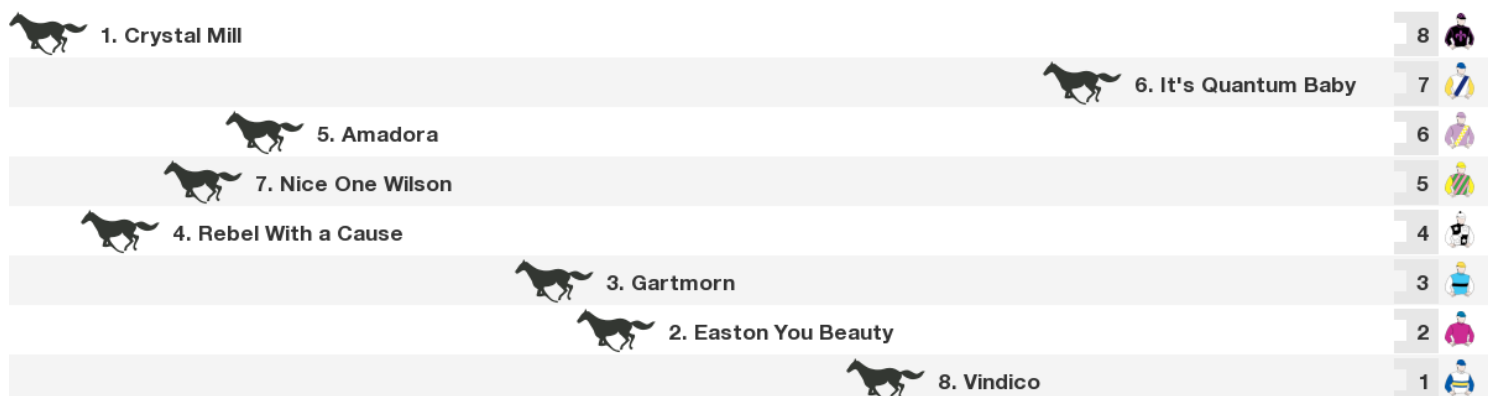 1. Crystal Mill 8
6. It's Quantum Baby 7
5. Amadora 6
7. Nice One Wilson 5
4. Rebel With a Cause 4
3. Gartmorn 3
2. Easton You Beauty 2
8. Vindico 1